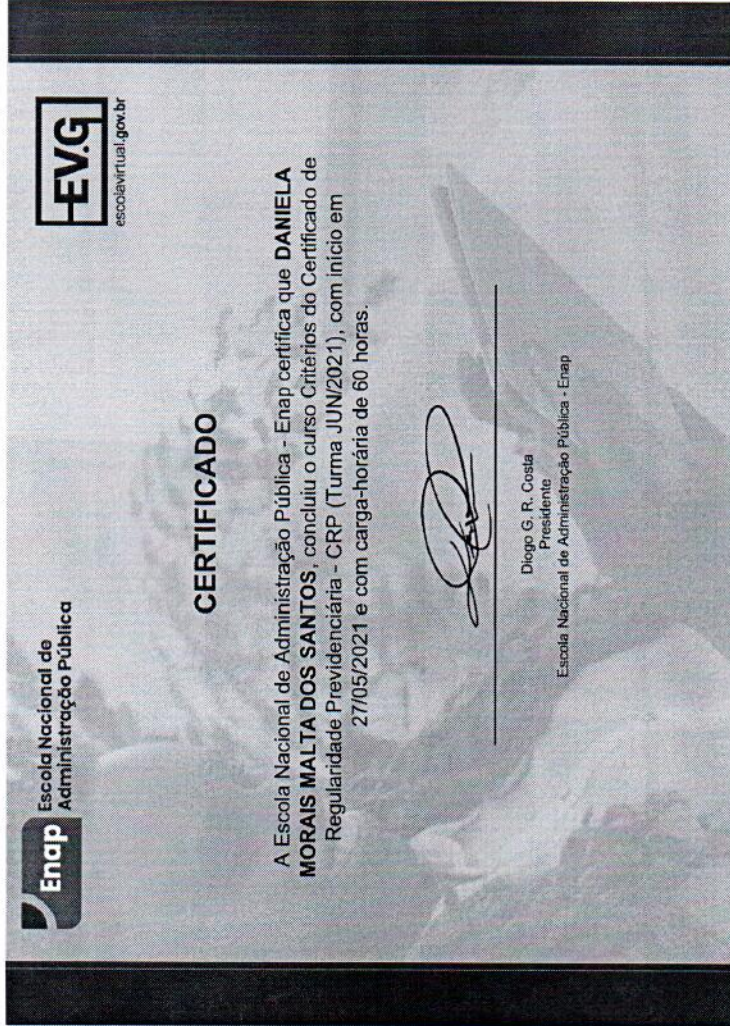 Enap
Escola Nacional de
Administração Pública
EV.G
escolavirtual.gov.br
CERTIFICADO
A Escola Nacional de Administração Pública - Enap certifica que DANIELA
MORAIS MALTA DOS SANTOS, concluiu o curso Critérios do Certificado de
Regularidade Previdenciária – CRP (Turma JUN/2021), com início em
27/05/2021 e com carga-horária de 60 horas.
Diogo G. R. Costa
Presidente
Escola Nacional de Administração Pública - Enap